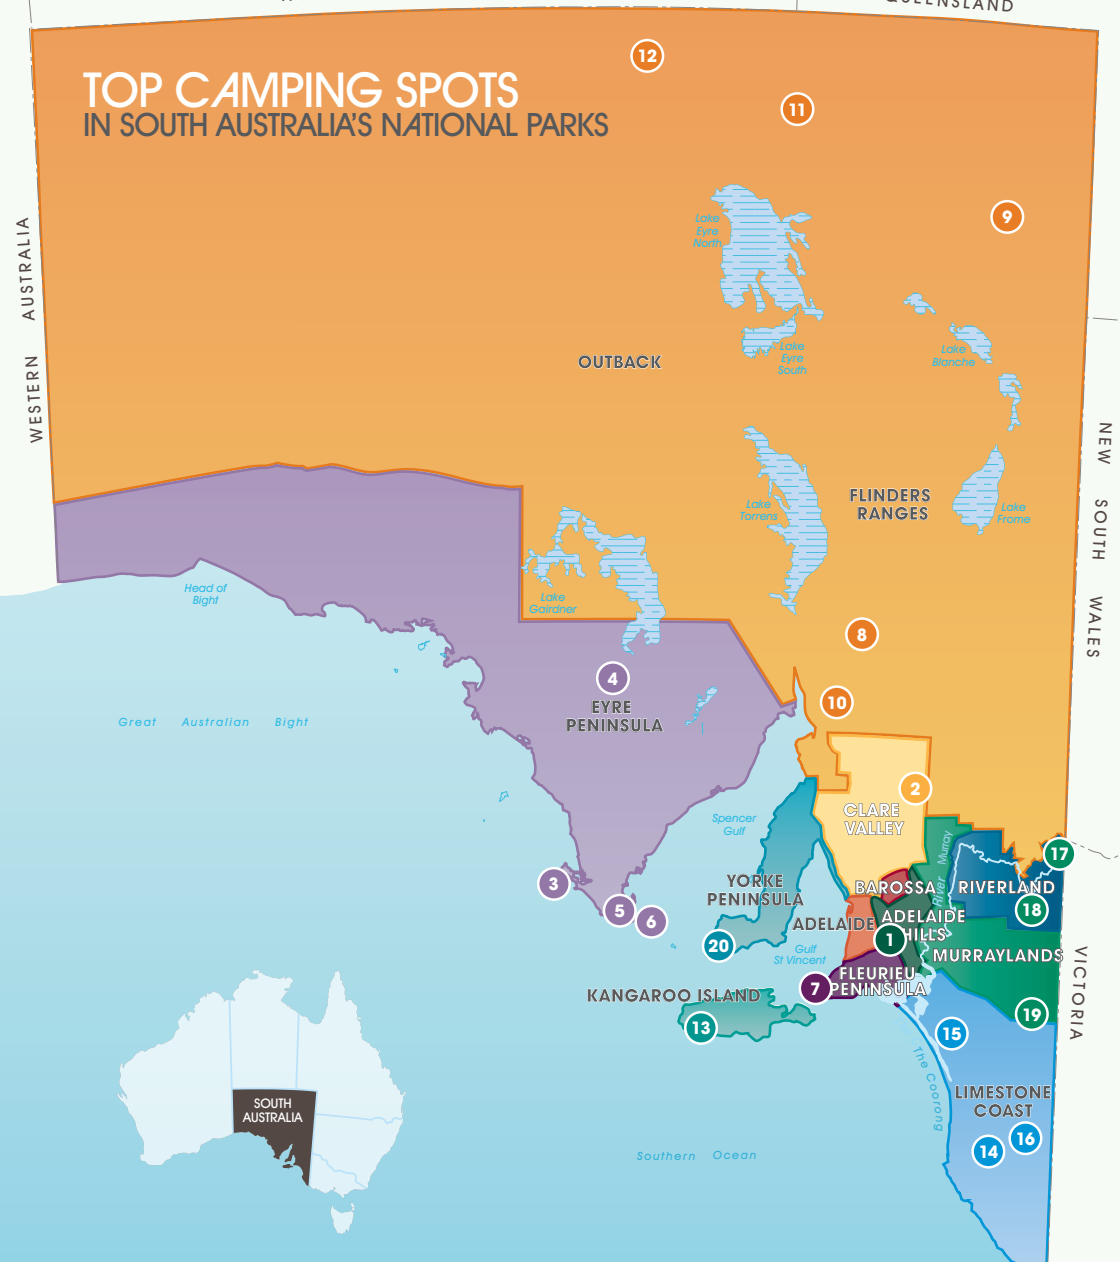 QUEENSLAND
12
TOP CAMPING SPOTS
IN SOUTH AUSTRALIA'S NATIONAL PARKS
11
9
WESTERN AUSTRALIA
Lake
Eyre
North
Lake
Eyre
South
Lake
Blanche
OUTBACK
NEW SOUTH WALES
FLINDERS
RANGES
Lake
Torrens
Lake
Frome
Head of
Bight
Lake
Gairdner
8
4
EYRE
PENINSULA
10
Great Australian Bight
2
CLARE
VALLEY
Spencer
Gulf
River Murray
17
3
YORKE
PENINSULA
BAROSSA
RIVERLAND
5
6
18
ADELAIDE
ADELAIDE
HILLS
1
20
Gulf
St Vincent
MURRAYLANDS
VICTORIA
FLEURIEU
PENINSULA
7
KANGAROO ISLAND
13
19
15
The Coorong
LIMESTONE
COAST
SOUTH
AUSTRALIA
16
14
Southern Ocean